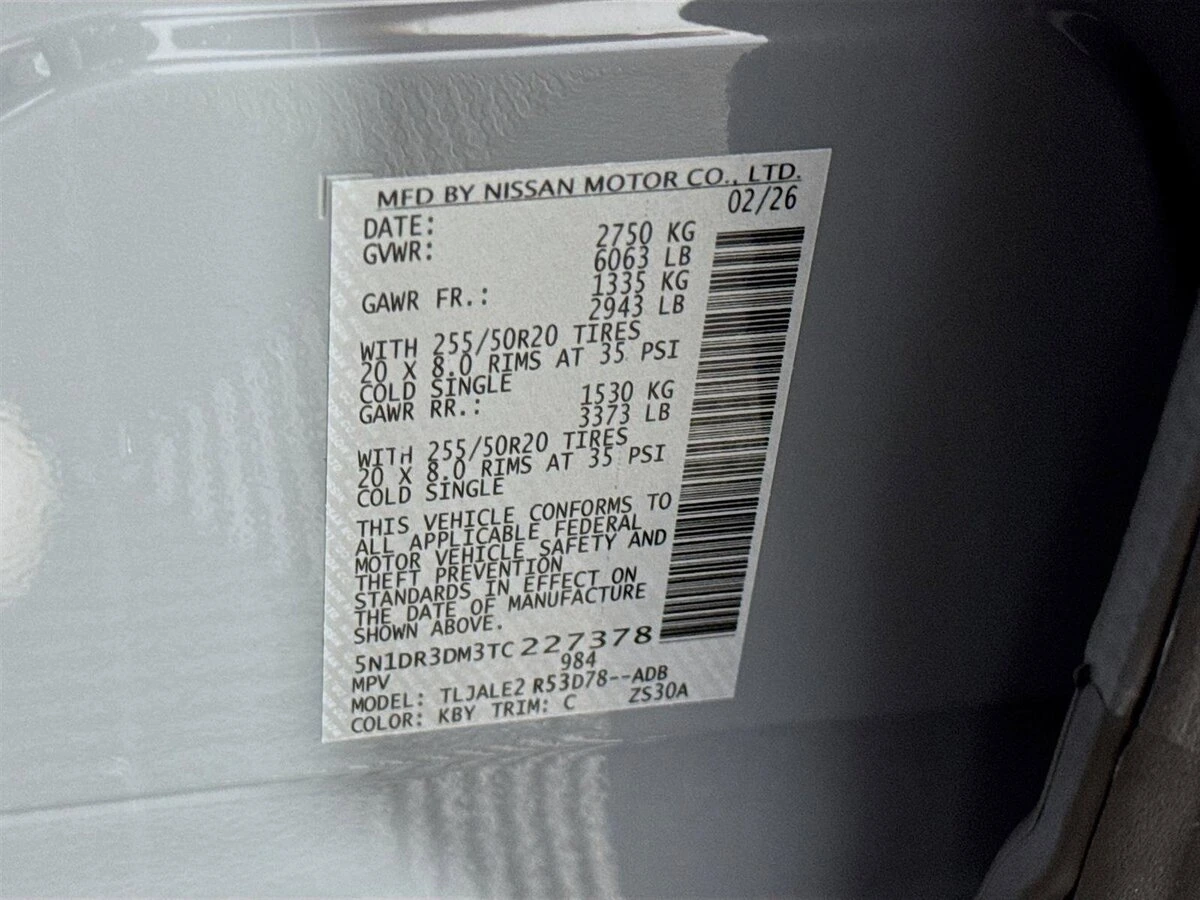 MFD BY NISSAN MOTOR CO., LTD.
DATE: 02/26
GVWR: 2750 KG
6063 LB
GAWR FR.: 1335 KG
2943 LB
WITH 255/50R20 TIRES
20 X 8.0 RIMS AT 35 PSI
COLD SINGLE
GAWR RR.: 1530 KG
3373 LB
WITH 255/50R20 TIRES
20 X 8.0 RIMS AT 35 PSI
COLD SINGLE
THIS VEHICLE CONFORMS TO
ALL APPLICABLE FEDERAL
MOTOR VEHICLE SAFETY AND
THEFT PREVENTION
STANDARDS IN EFFECT ON
THE DATE OF MANUFACTURE
SHOWN ABOVE.
5N1DR3DM3TC227378
MPV 984
MODEL: TLJALE2 R53D78--ADB
COLOR: KBY TRIM: C ZS30A